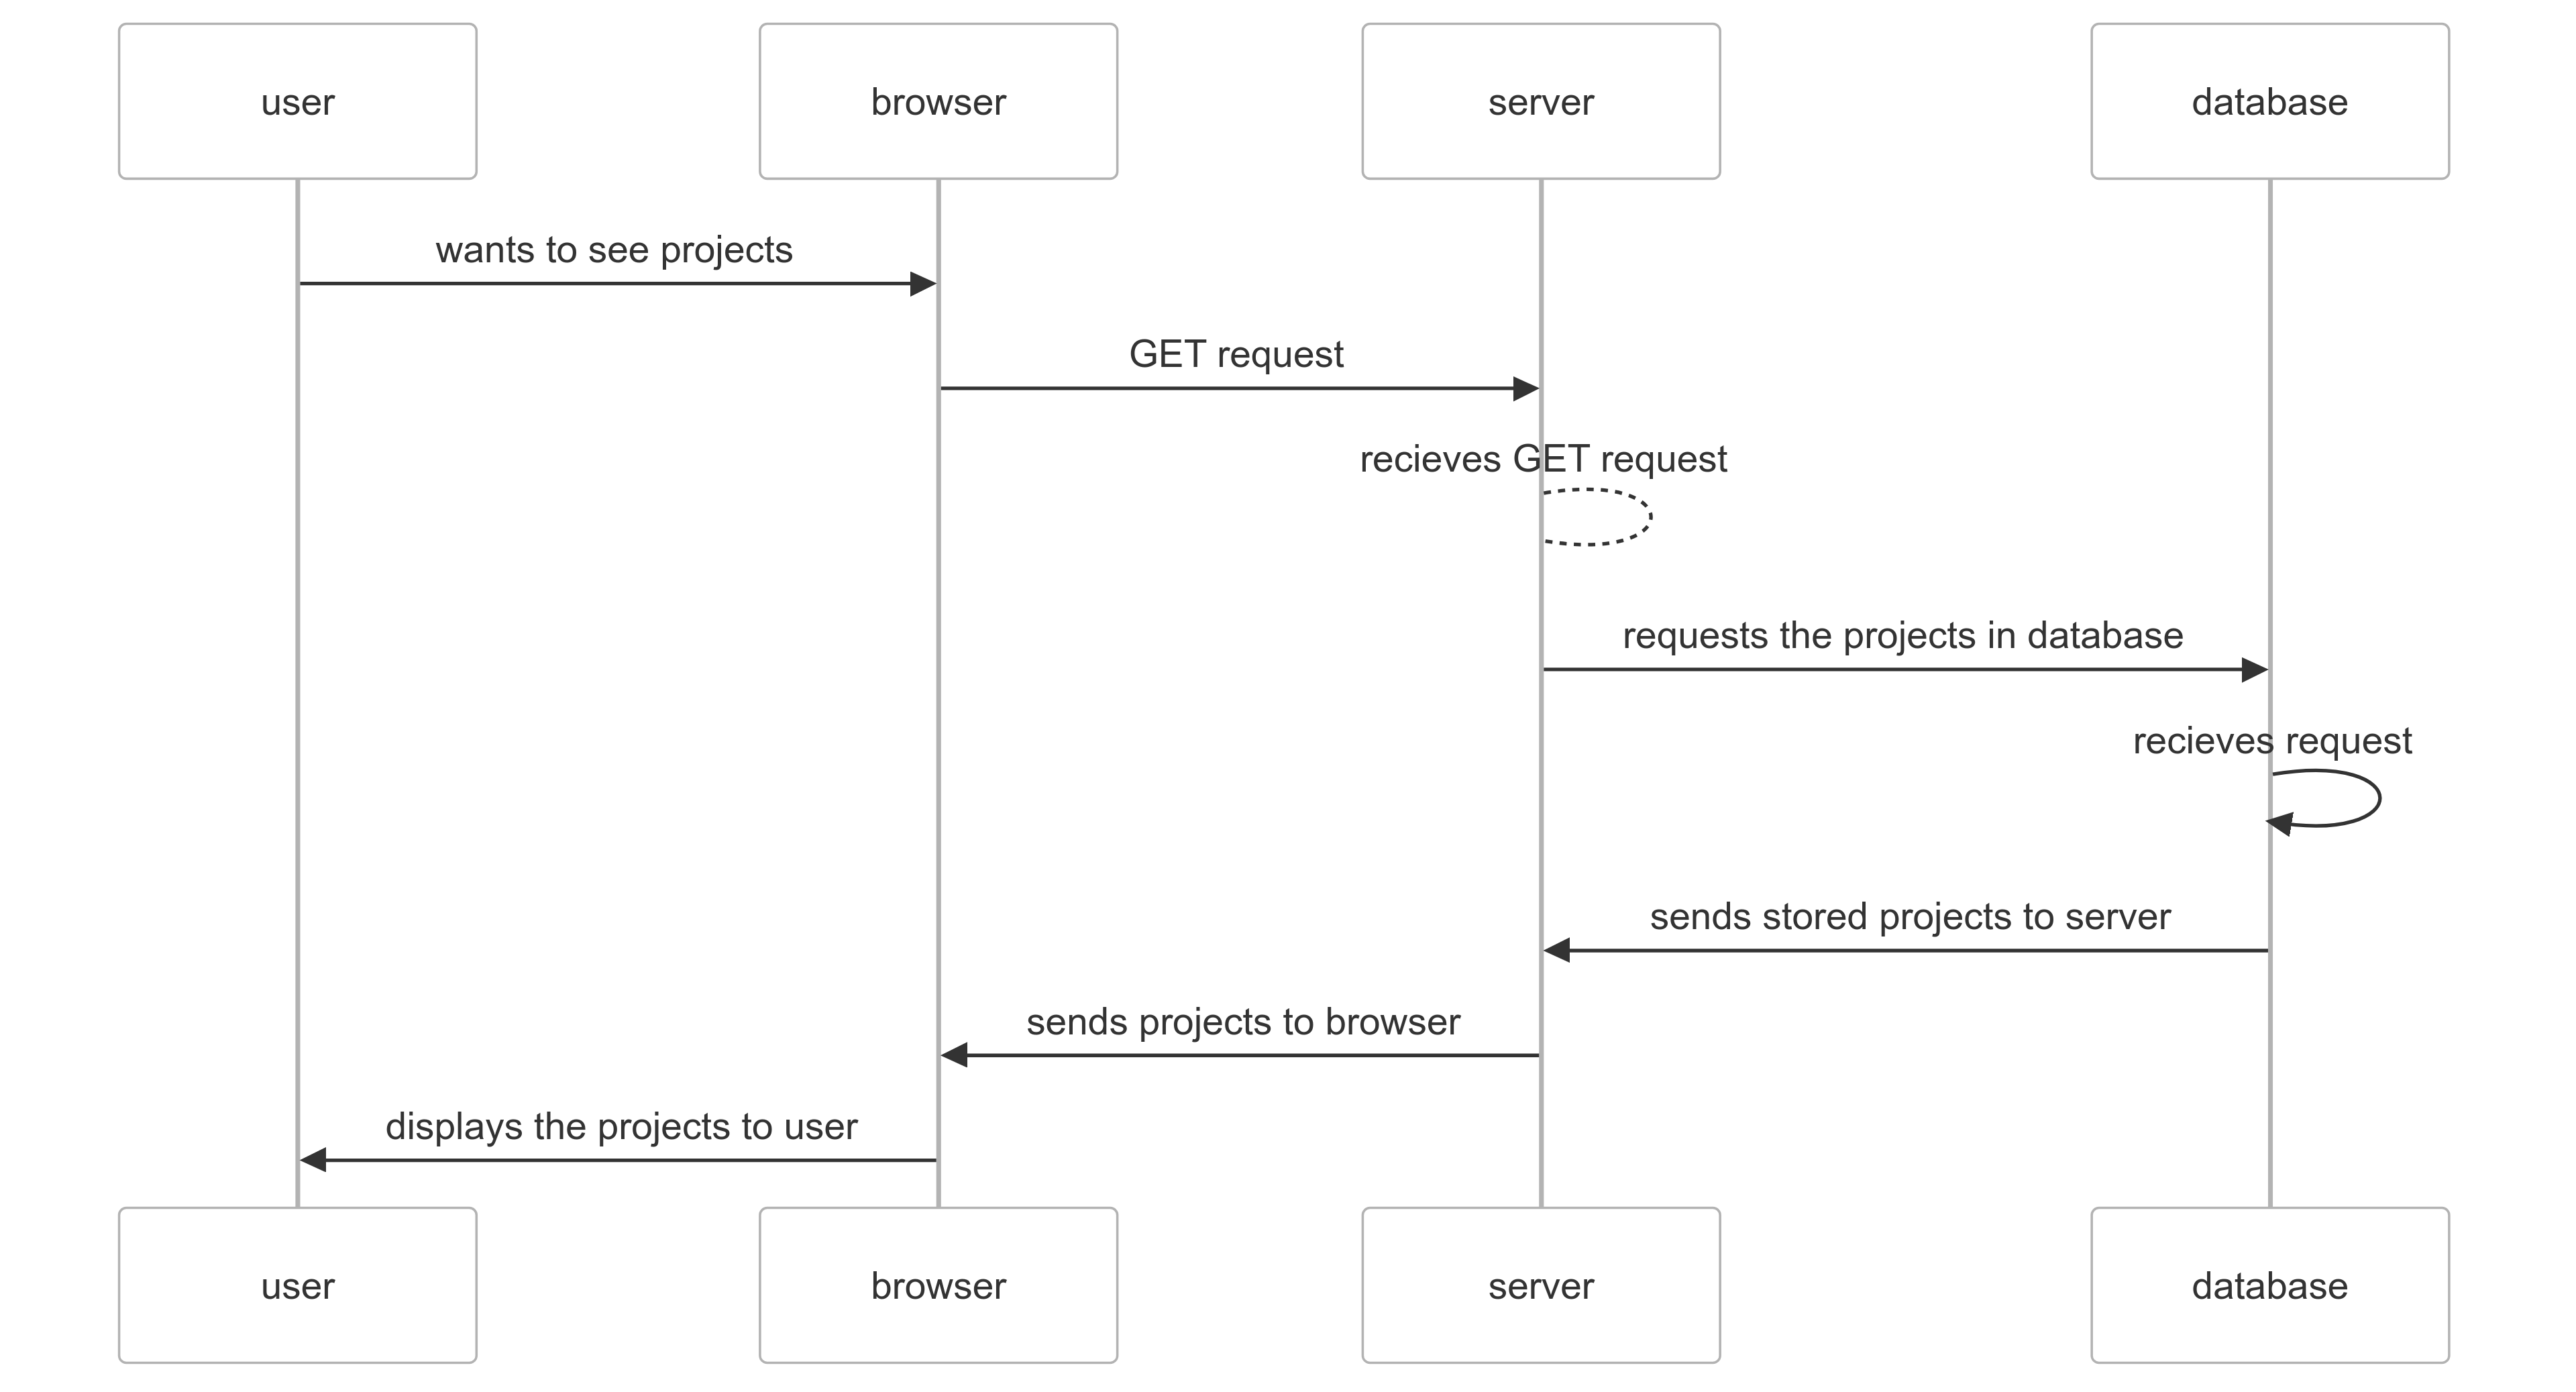 user
browser
server
database
wants to see projects
GET request
recieves GET request
requests the projects in database
recieves request
sends stored projects to server
sends projects to browser
displays the projects to user
user
browser
server
database